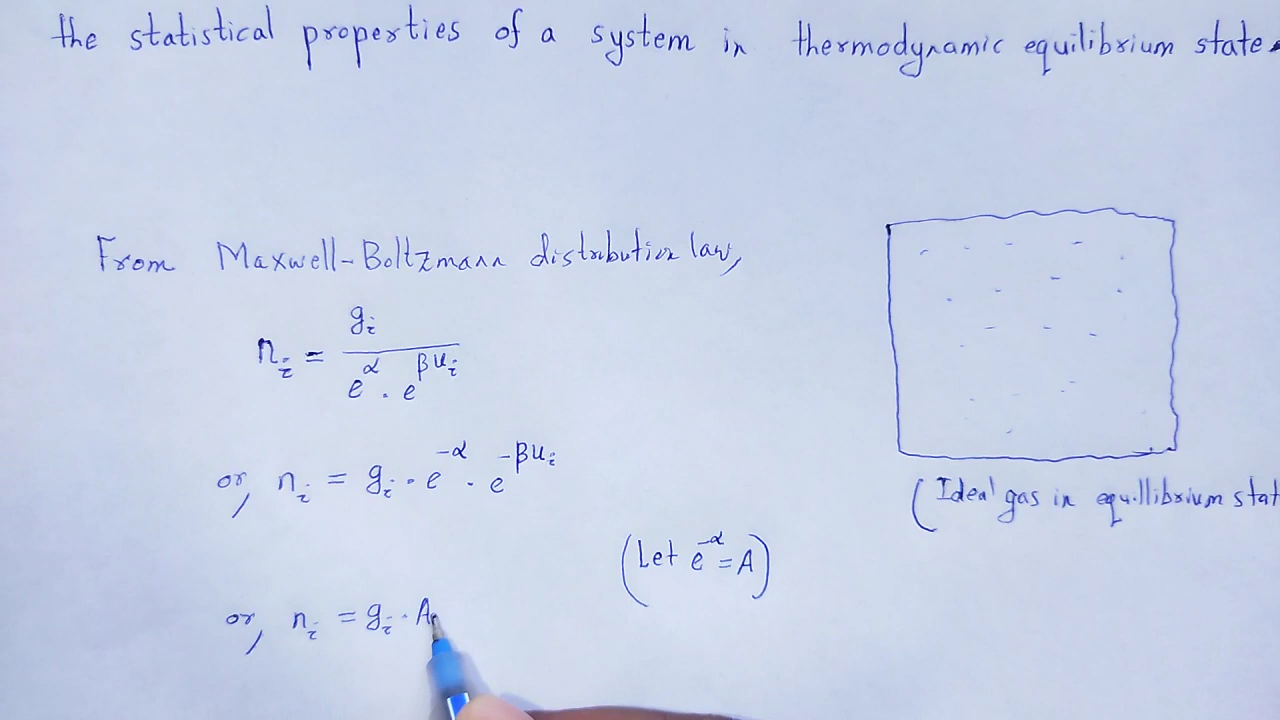 the statistical properties of a system in thermodynamic equilibrium state.
From Maxwell-Boltzmann distribution law,
nᵢ = gᵢ / (e^α . e^βuᵢ)
or, nᵢ = gᵢ . e^-α . e^-βuᵢ
(Ideal gas in equillibrium stat
(Let e^-α = A)
or, nᵢ = gᵢ . A